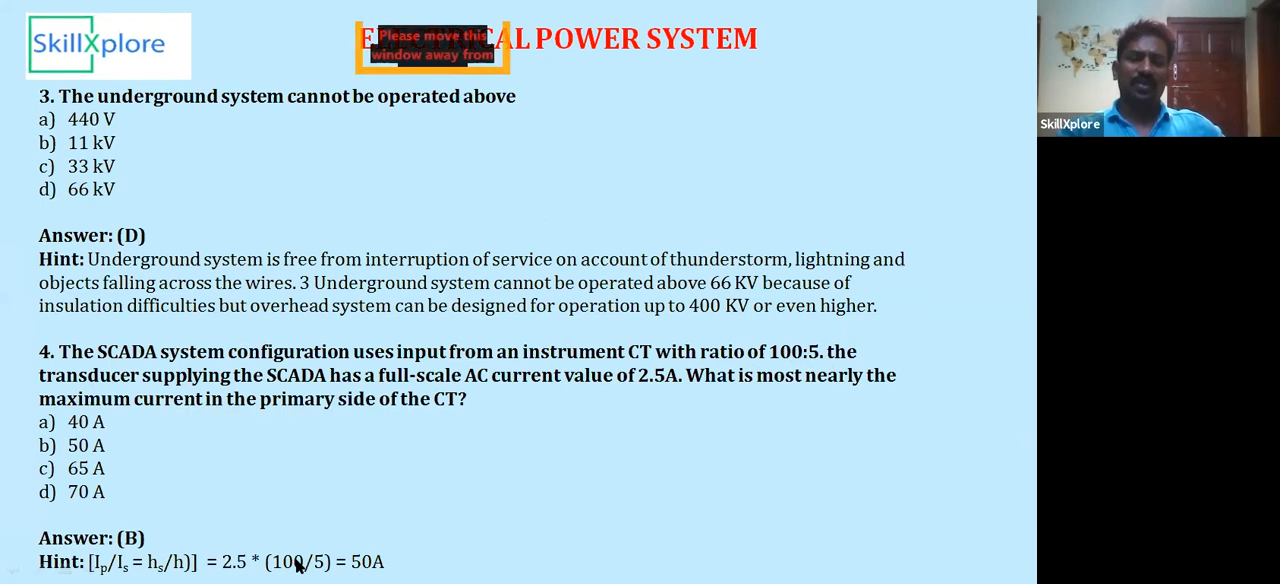 SkillXplore
ELECTRICAL POWER SYSTEM
Please move this
window away from
3. The underground system cannot be operated above
a) 440 V
b) 11 kV
c) 33 kV
d) 66 kV
Answer: (D)
Hint: Underground system is free from interruption of service on account of thunderstorm, lightning and
objects falling across the wires. 3 Underground system cannot be operated above 66 KV because of
insulation difficulties but overhead system can be designed for operation up to 400 KV or even higher.
4. The SCADA system configuration uses input from an instrument CT with ratio of 100:5. the
transducer supplying the SCADA has a full-scale AC current value of 2.5A. What is most nearly the
maximum current in the primary side of the CT?
a) 40 A
b) 50 A
c) 65 A
d) 70 A
Answer: (B)
Hint: [Ip/Is = hs/h)] = 2.5 * (100/5) = 50A
SkillXplore